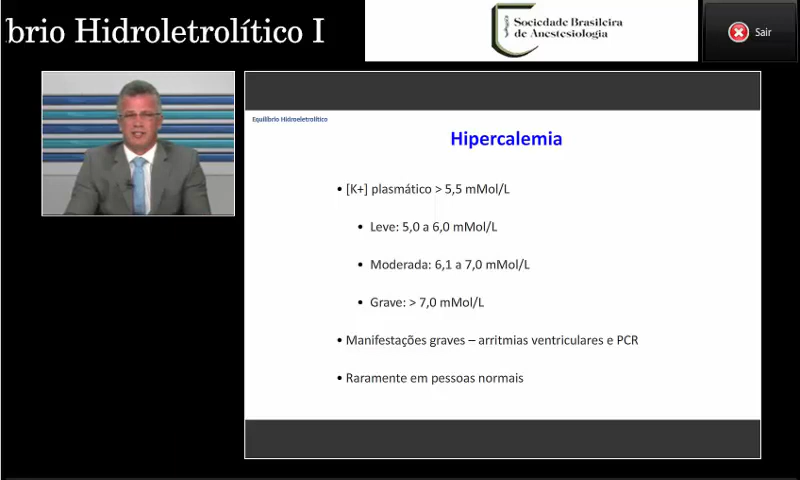 brio Hidroletrolítico I
Sociedade Brasileira
de Anestesiologia
Sair
Equilíbrio Hidroeletrolítico
Hipercalemia
• [K+] plasmático > 5,5 mMol/L
• Leve: 5,0 a 6,0 mMol/L
• Moderada: 6,1 a 7,0 mMol/L
• Grave: > 7,0 mMol/L
• Manifestações graves – arritmias ventriculares e PCR
• Raramente em pessoas normais